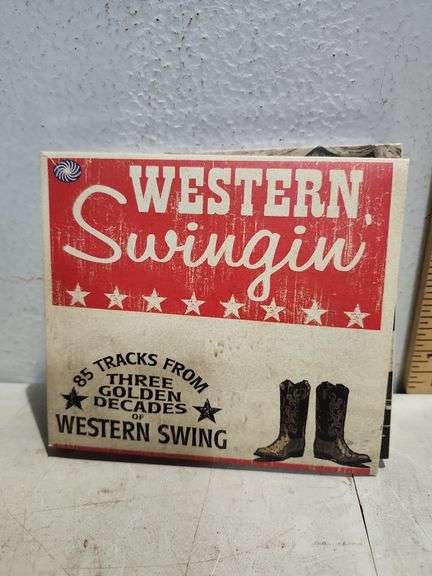 WESTERN
Swingin'
85 TRACKS FROM
THREE
GOLDEN
DECADES
OF
WESTERN SWING